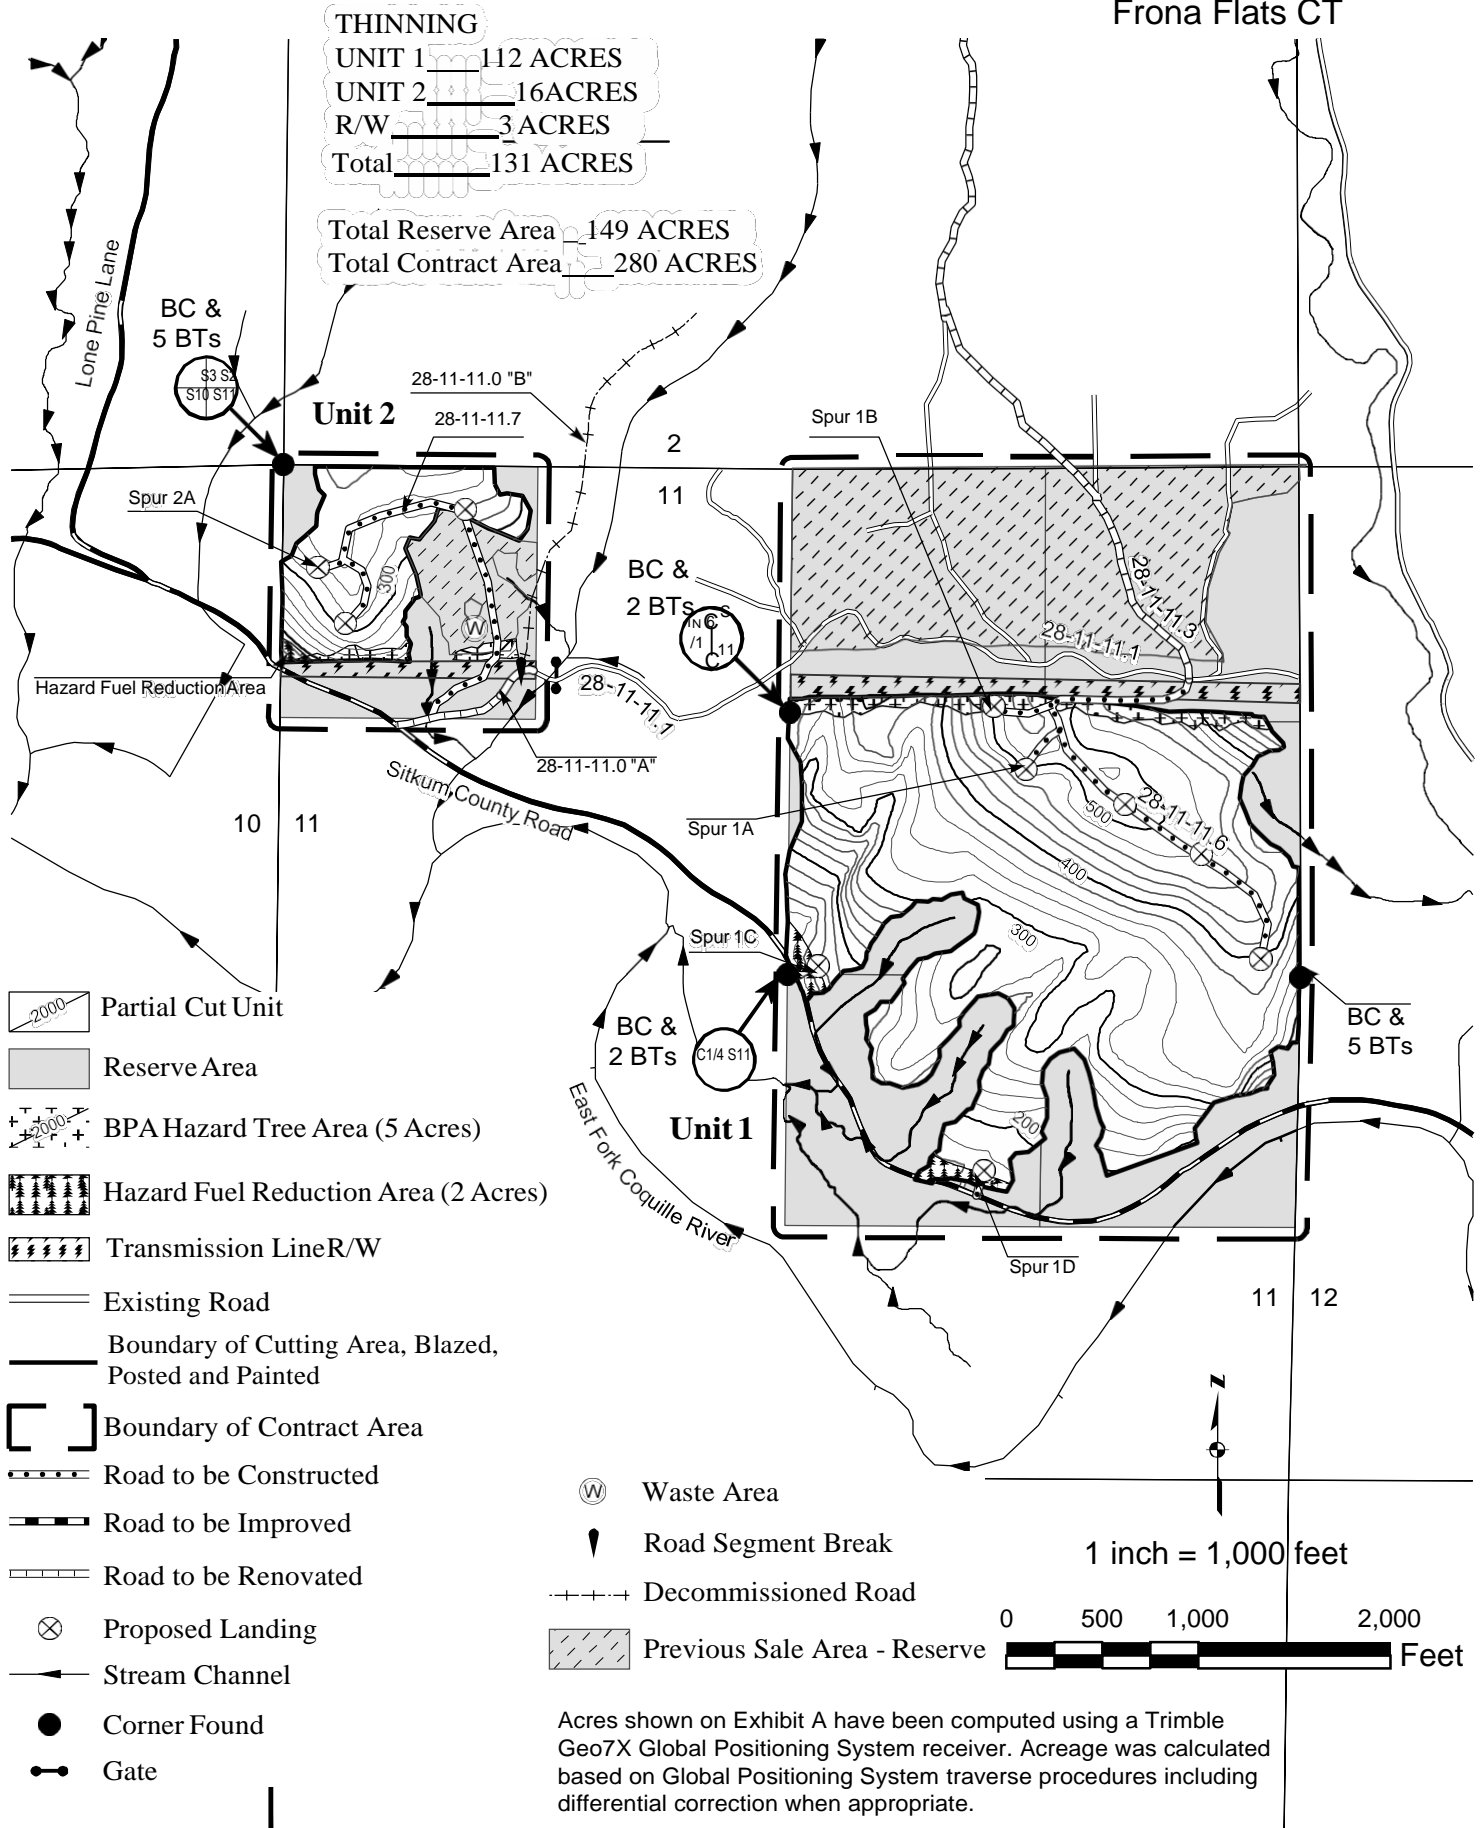 Frona Flats CT
THINNING
UNIT 1 112 ACRES
UNIT 2 16ACRES
R/W 3 ACRES
Total 131 ACRES
Total Reserve Area 149 ACRES
Total Contract Area 280 ACRES
Lone Pine Lane
BC &
5 BTs
S3 S2
S10 S11
Unit 2
28-11-11.0 "B"
28-11-11.7
Spur 2A
300
W
Hazard Fuel Reduction Area
28-11-11.0 "A"
28-11-11.1
2
11
Spur 1B
BC &
2 BTs
C 11
28-11-11.3
28-11-11.1
10 11
Sitkum County Road
Spur 1A
28-11-11.6
500
400
300
200
Spur 1C
BC &
2 BTs
C1/4 S11
Unit 1
BC &
5 BTs
East Fork Coquille River
Spur 1D
11 12
2000 Partial Cut Unit
Reserve Area
2000 BPA Hazard Tree Area (5 Acres)
Hazard Fuel Reduction Area (2 Acres)
Transmission Line R/W
Existing Road
Boundary of Cutting Area, Blazed,
Posted and Painted
Boundary of Contract Area
Road to be Constructed
Road to be Improved
Road to be Renovated
Proposed Landing
Stream Channel
Corner Found
Gate
W Waste Area
Road Segment Break
Decommissioned Road
Previous Sale Area - Reserve
z
1 inch = 1,000 feet
0 500 1,000 2,000
Feet
Acres shown on Exhibit A have been computed using a Trimble
Geo7X Global Positioning System receiver. Acreage was calculated
based on Global Positioning System traverse procedures including
differential correction when appropriate.